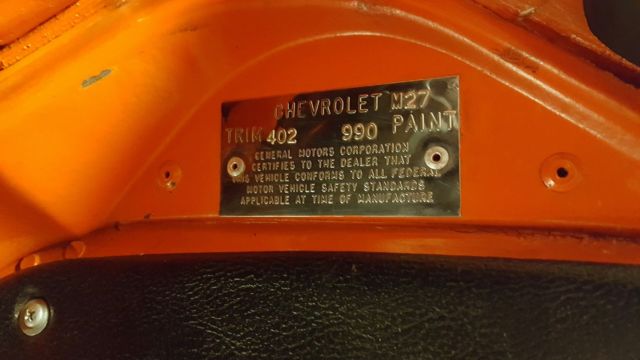 CHEVROLET M27
TRIM 402 990 PAINT
GENERAL MOTORS CORPORATION
CERTIFIES TO THE DEALER THAT
THIS VEHICLE CONFORMS TO ALL FEDERAL
MOTOR VEHICLE SAFETY STANDARDS
APPLICABLE AT TIME OF MANUFACTURE